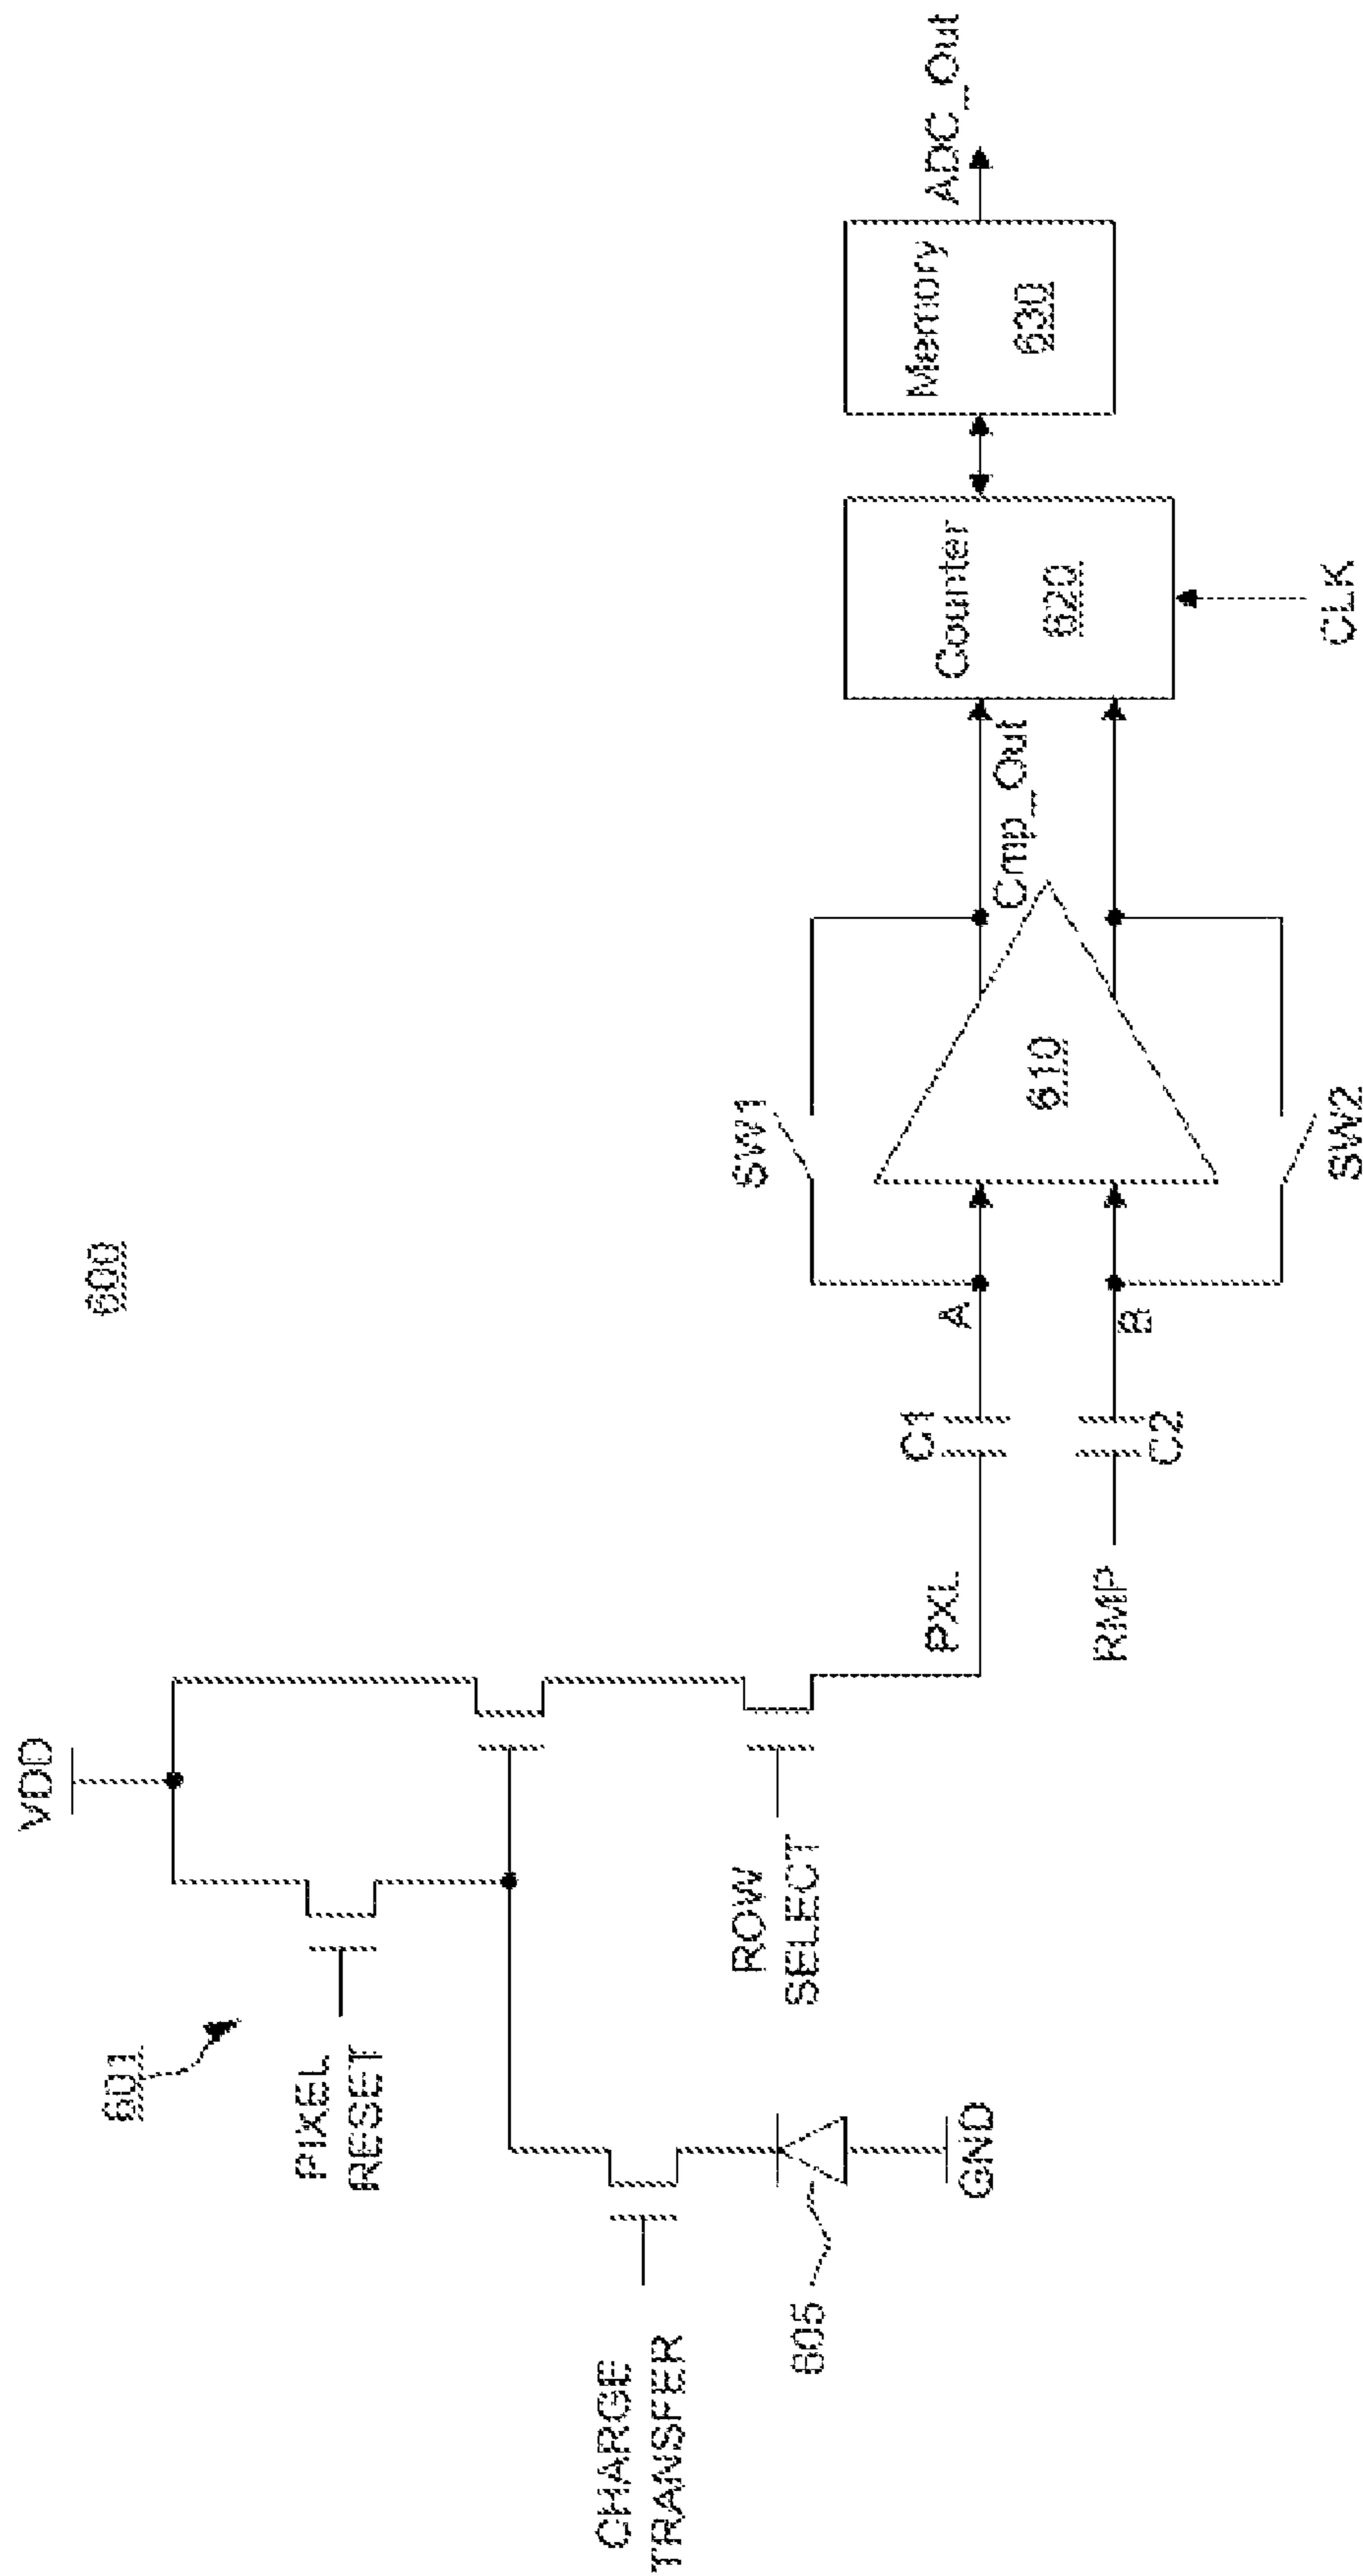 600
VDD
601
PIXEL
RESET
CHARGE
TRANSFER
605
GND
ROW
SELECT
PXL
RMP
C1
C2
A
B
SW1
610
SW2
Cmp_Out
Counter
620
CLK
Memory
630
ADC_Out